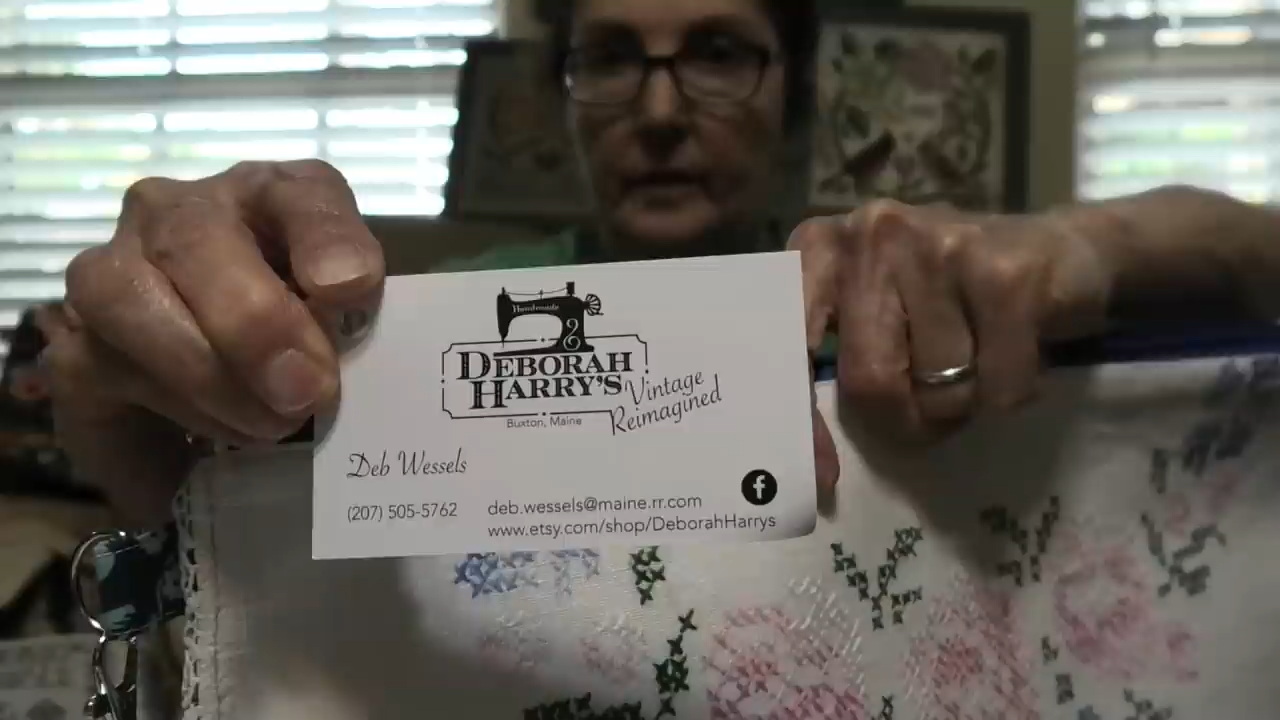 Handmade
DEBORAH
HARRY'S Vintage
Reimagined
Buxton, Maine
Deb Wessels
(207) 505-5762
deb.wessels@maine.rr.com
www.etsy.com/shop/DeborahHarrys
f